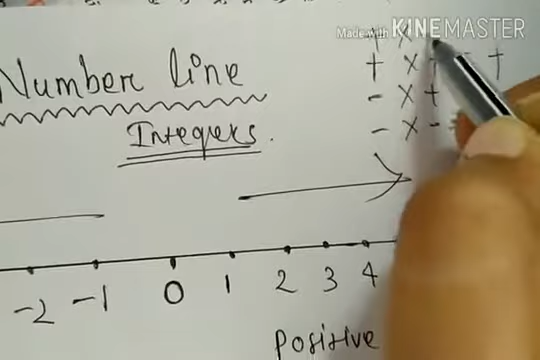 Made with KINEMASTER
+ ×
Number line
+ × +
Integers.
- × +
- × -
-2 -1 0 1 2 3 4
Positive